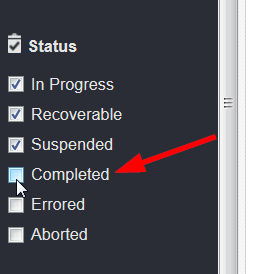 Status
In Progress
Recoverable
Suspended
Completed
Errored
Aborted